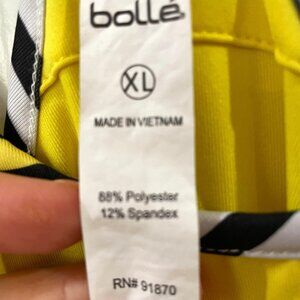 bollé
XL
MADE IN VIETNAM
88% Polyester
12% Spandex
RN# 91870